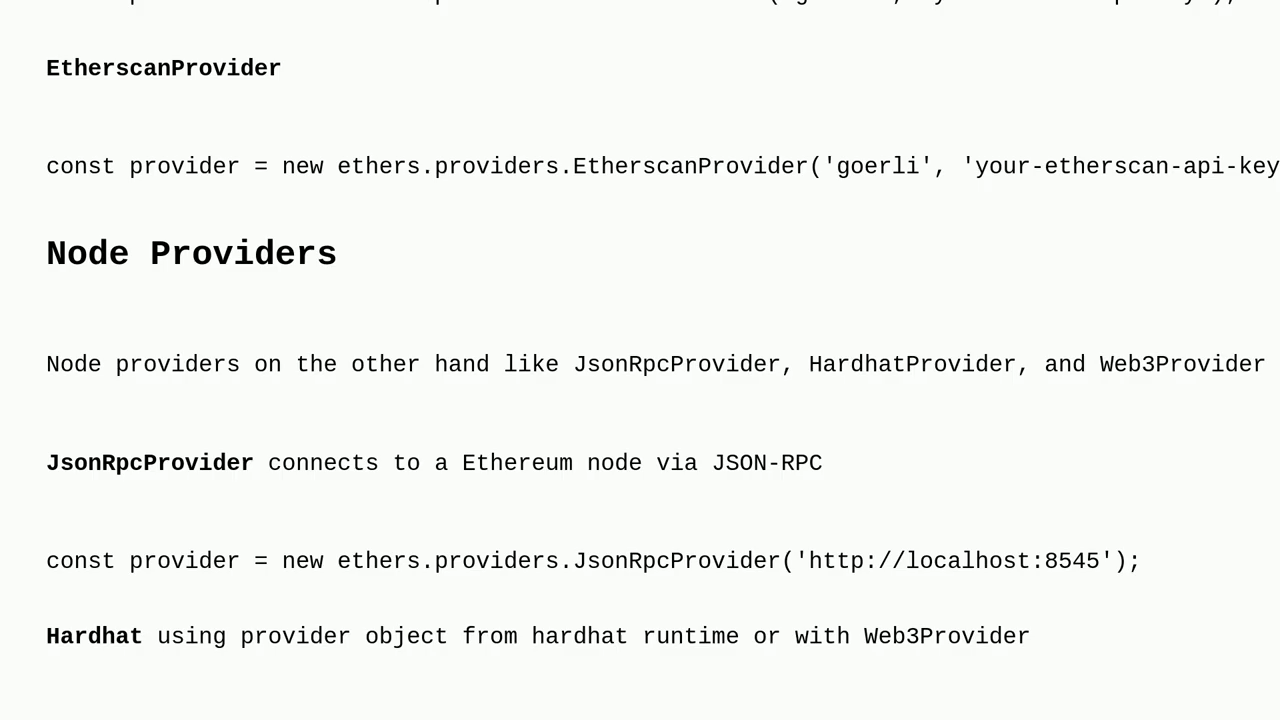 EtherscanProvider
const provider = new ethers.providers.EtherscanProvider('goerli', 'your-etherscan-api-key
Node Providers
Node providers on the other hand like JsonRpcProvider, HardhatProvider, and Web3Provider
JsonRpcProvider connects to a Ethereum node via JSON-RPC
const provider = new ethers.providers.JsonRpcProvider('http://localhost:8545');
Hardhat using provider object from hardhat runtime or with Web3Provider